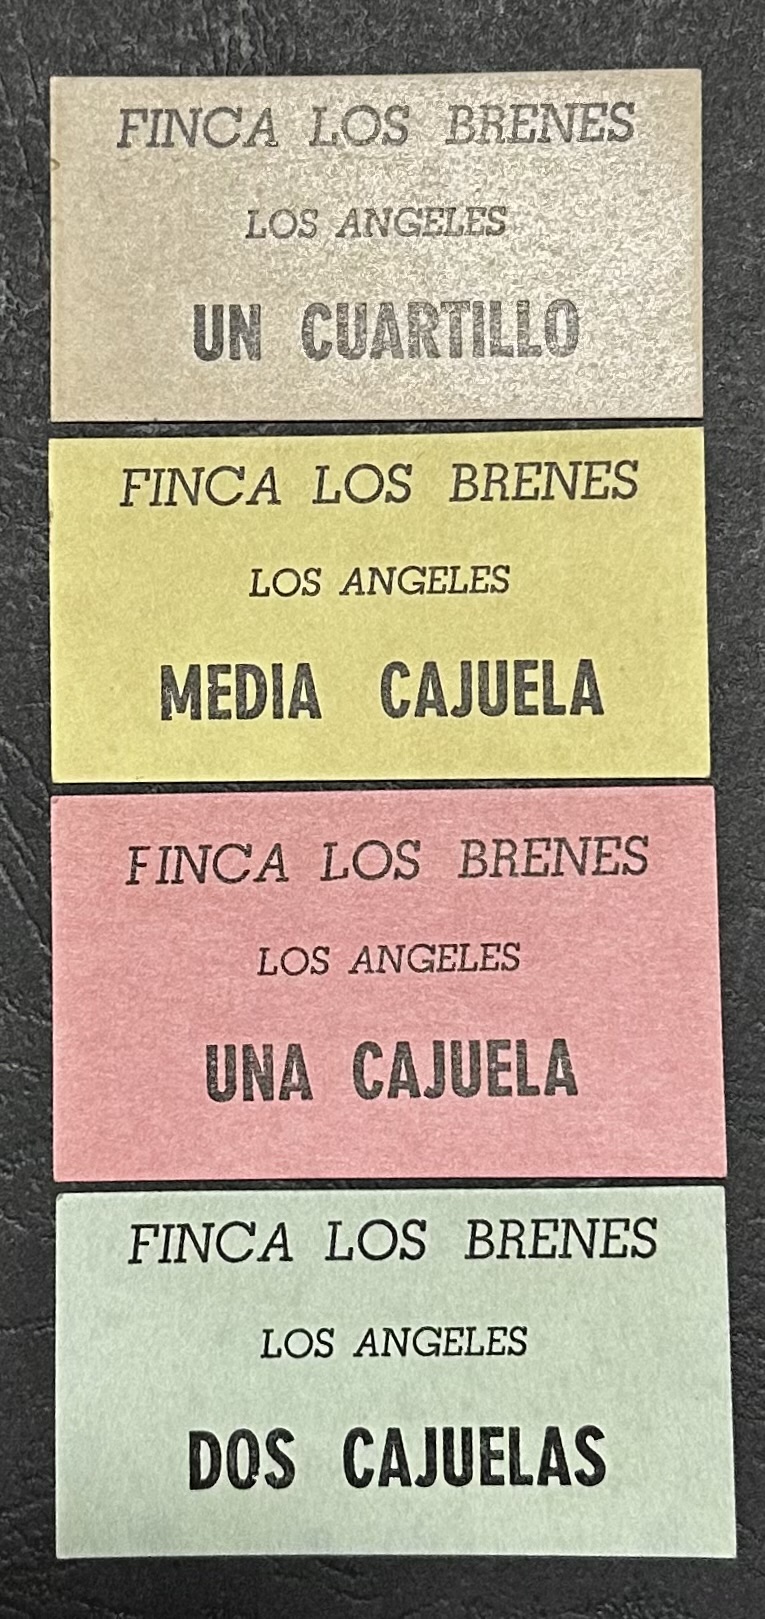 FINCA LOS BRENES
LOS ANGELES
UN CUARTILLO
FINCA LOS BRENES
LOS ANGELES
MEDIA CAJUELA
FINCA LOS BRENES
LOS ANGELES
UNA CAJUELA
FINCA LOS BRENES
LOS ANGELES
DOS CAJUELAS